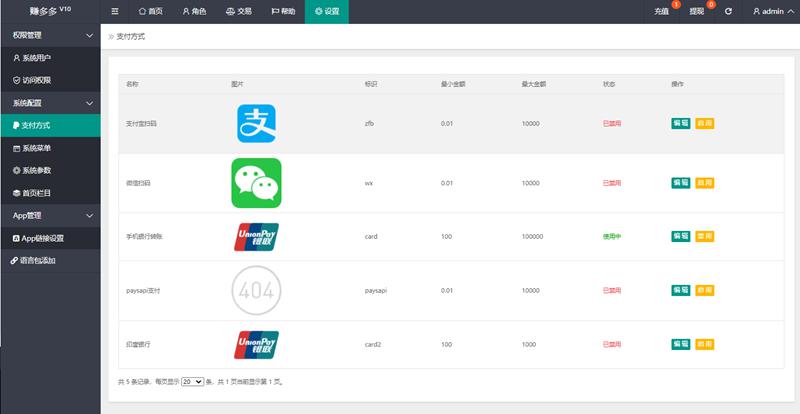 赚多多 V10
首页 角色 交易 帮助 设置
充值 1 提现 0 admin
权限管理
系统用户
访问权限
系统配置
支付方式
系统菜单
系统参数
首页栏目
App管理
App链接设置
语言包添加
支付方式
名称 图片 标识 最小金额 最大金额 状态 操作
支付宝扫码 支 zfb 0.01 10000 已禁用 编辑 启用
微信扫码 wx 0.01 10000 已禁用 编辑 启用
手机银行转账 UnionPay 银联 card 100 100000 使用中 编辑 禁用
paysapi支付 404 paysapi 0.01 10000 已禁用 编辑 启用
印度银行 UnionPay 银联 card2 100 1000 已禁用 编辑 启用
共 5 条记录，每页显示 20 条，共 1 页当前显示第 1 页。